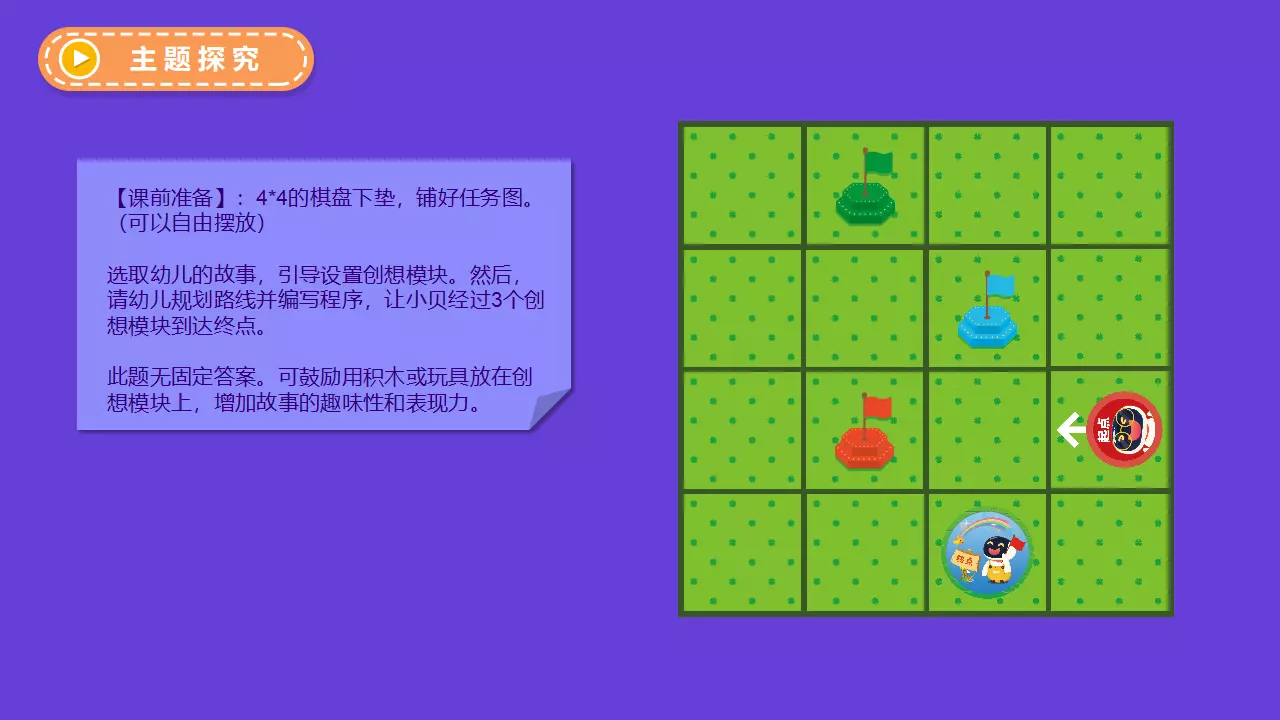 主题探究
【课前准备】：4*4的棋盘下垫，铺好任务图。
（可以自由摆放）
选取幼儿的故事，引导设置创想模块。然后，
请幼儿规划路线并编写程序，让小贝经过3个创
想模块到达终点。
此题无固定答案。可鼓励用积木或玩具放在创
想模块上，增加故事的趣味性和表现力。
起点
终点